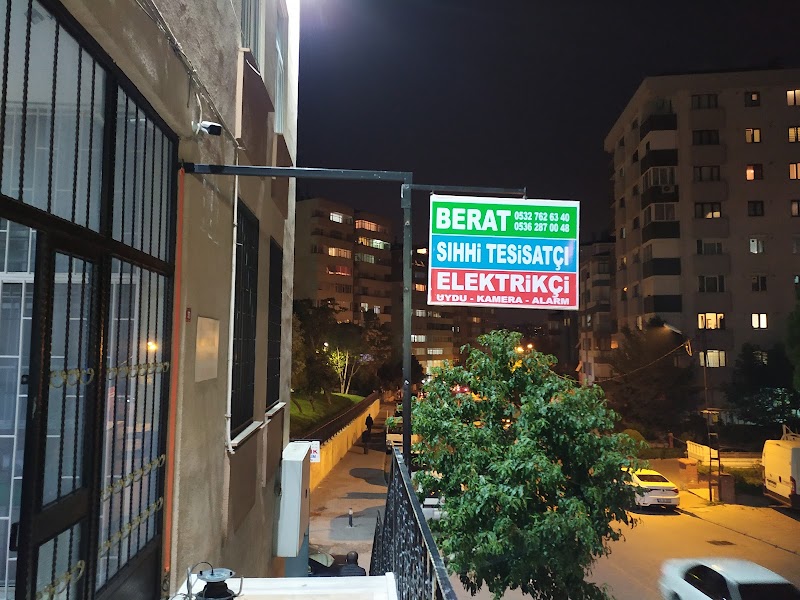 BERAT 0532 762 63 40
0536 287 00 48
SIHHİ TESİSATÇI
ELEKTRİKÇİ
UYDU - KAMERA - ALARM